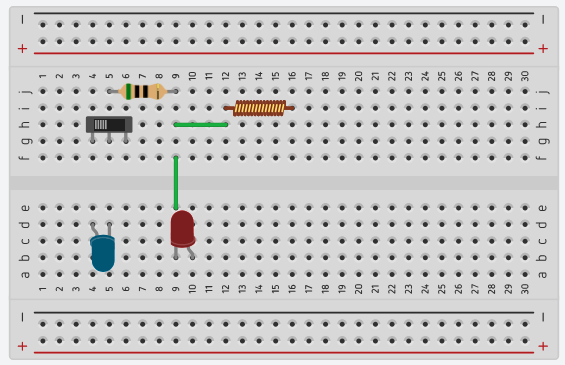 — —
+ +
1 2 3 4 5 6 7 8 9 10 11 12 13 14 15 16 17 18 19 20 21 22 23 24 25 26 27 28 29 30
j j
i i
h h
g g
f f
e e
d d
c c
b b
a a
1 2 3 4 5 6 7 8 9 10 11 12 13 14 15 16 17 18 19 20 21 22 23 24 25 26 27 28 29 30
— —
+ +